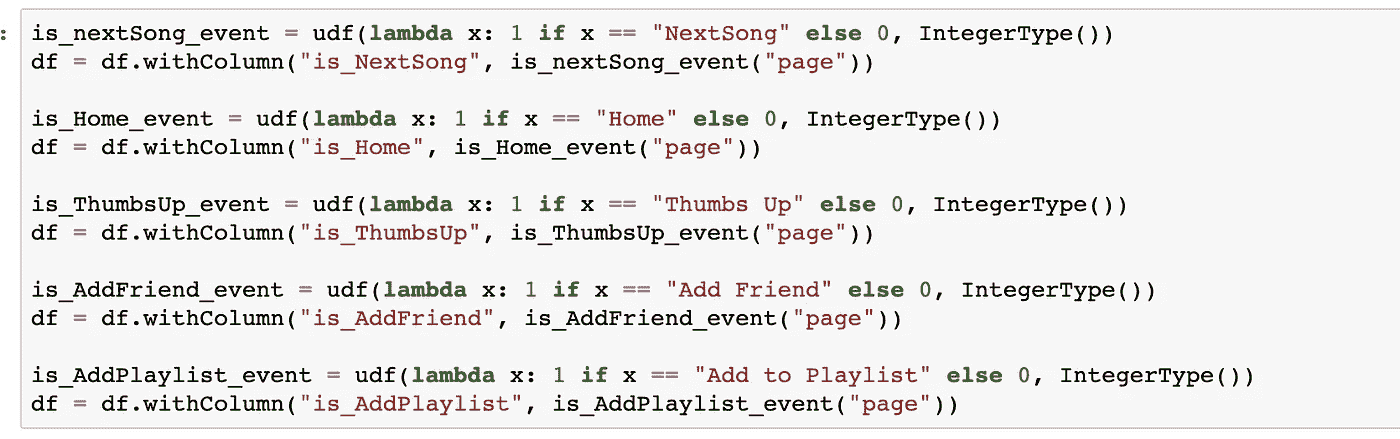 :
is_nextSong_event = udf(lambda x: 1 if x == "NextSong" else 0, IntegerType())
df = df.withColumn("is_NextSong", is_nextSong_event("page"))
is_Home_event = udf(lambda x: 1 if x == "Home" else 0, IntegerType())
df = df.withColumn("is_Home", is_Home_event("page"))
is_ThumbsUp_event = udf(lambda x: 1 if x == "Thumbs Up" else 0, IntegerType())
df = df.withColumn("is_ThumbsUp", is_ThumbsUp_event("page"))
is_AddFriend_event = udf(lambda x: 1 if x == "Add Friend" else 0, IntegerType())
df = df.withColumn("is_AddFriend", is_AddFriend_event("page"))
is_AddPlaylist_event = udf(lambda x: 1 if x == "Add to Playlist" else 0, IntegerType())
df = df.withColumn("is_AddPlaylist", is_AddPlaylist_event("page"))